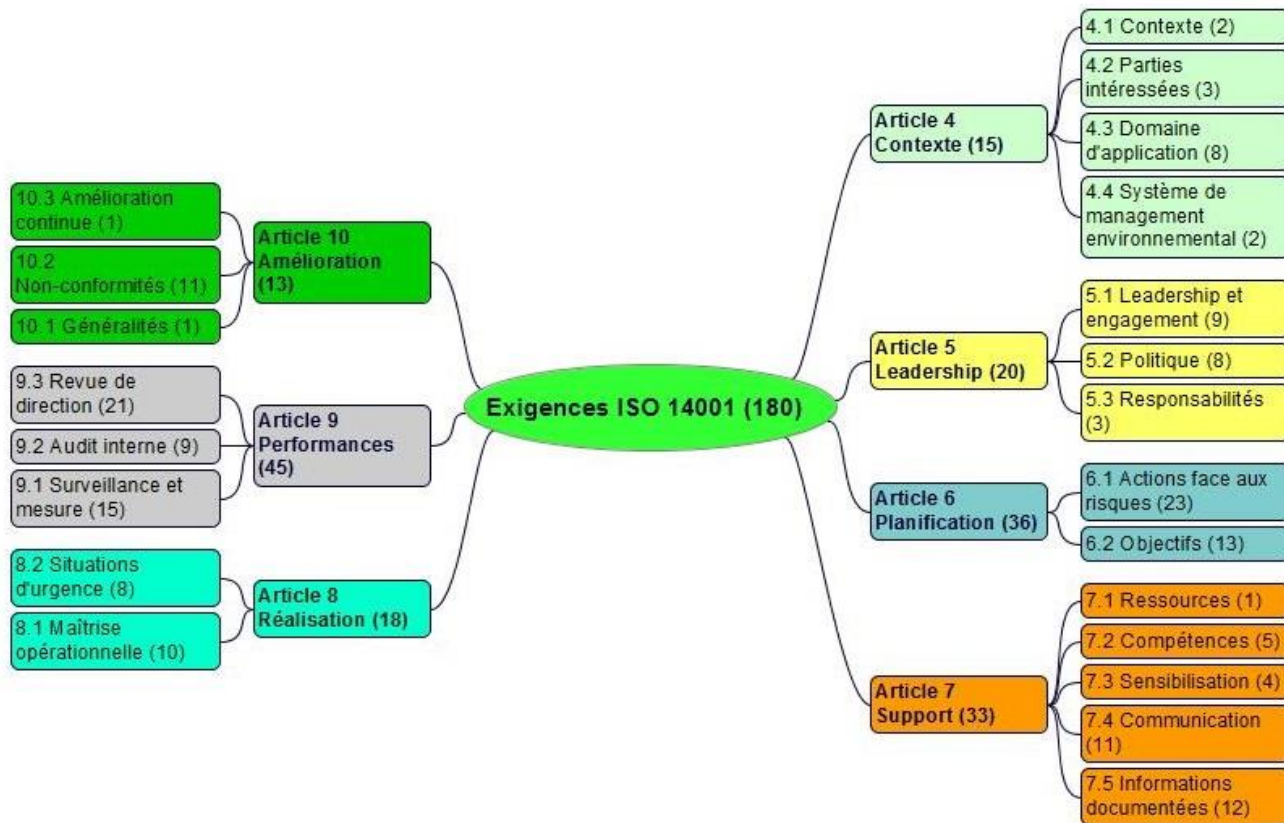 Exigences ISO 14001 (180)
Article 4
Contexte (15)
4.1 Contexte (2)
4.2 Parties
intéressées (3)
4.3 Domaine
d'application (8)
4.4 Système de
management
environnemental (2)
Article 5
Leadership (20)
5.1 Leadership et
engagement (9)
5.2 Politique (8)
5.3 Responsabilités
(3)
Article 6
Planification (36)
6.1 Actions face aux
risques (23)
6.2 Objectifs (13)
Article 7
Support (33)
7.1 Ressources (1)
7.2 Compétences (5)
7.3 Sensibilisation (4)
7.4 Communication
(11)
7.5 Informations
documentées (12)
Article 10
Amélioration
(13)
10.3 Amélioration
continue (1)
10.2
Non-conformités (11)
10.1 Généralités (1)
Article 9
Performances
(45)
9.3 Revue de
direction (21)
9.2 Audit interne (9)
9.1 Surveillance et
mesure (15)
Article 8
Réalisation (18)
8.2 Situations
d'urgence (8)
8.1 Maîtrise
opérationnelle (10)